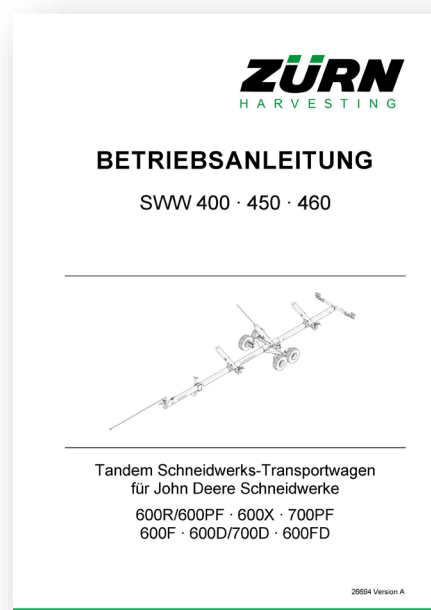 ZÜRN
HARVESTING
BETRIEBSANLEITUNG
SWW 400 · 450 · 460
Tandem Schneidwerks-Transportwagen
für John Deere Schneidwerke
600R/600PF · 600X · 700PF
600F · 600D/700D · 600FD
26694 Version A